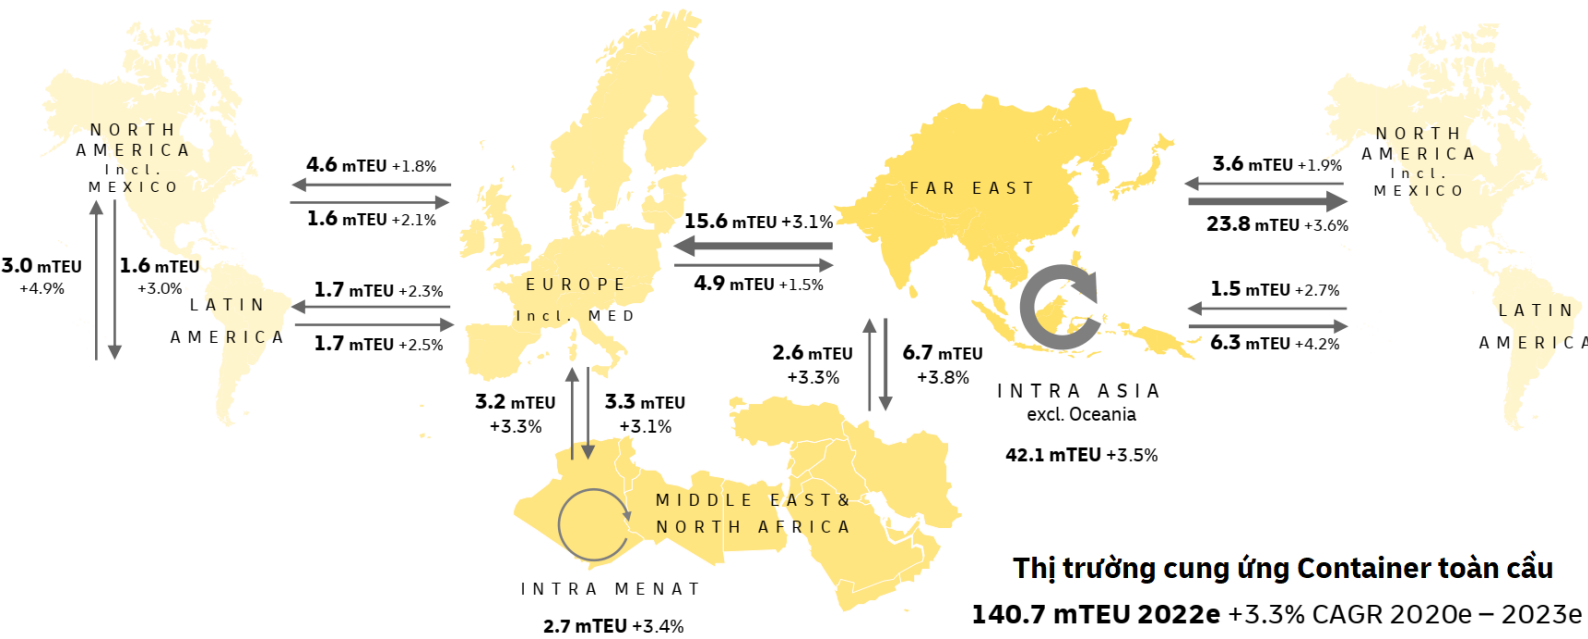 NORTH
AMERICA
Incl.
MEXICO
4.6 mTEU +1.8%
1.6 mTEU +2.1%
3.0 mTEU
+4.9%
1.6 mTEU
+3.0%
LATIN
AMERICA
1.7 mTEU +2.3%
1.7 mTEU +2.5%
EUROPE
Incl. MED
15.6 mTEU +3.1%
4.9 mTEU +1.5%
FAR EAST
3.6 mTEU +1.9%
23.8 mTEU +3.6%
NORTH
AMERICA
Incl.
MEXICO
1.5 mTEU +2.7%
6.3 mTEU +4.2%
LATIN
AMERICA
3.2 mTEU
+3.3%
3.3 mTEU
+3.1%
2.6 mTEU
+3.3%
6.7 mTEU
+3.8%
INTRA ASIA
excl. Oceania
42.1 mTEU +3.5%
MIDDLE EAST&
NORTH AFRICA
INTRA MENAT
2.7 mTEU +3.4%
Thị trường cung ứng Container toàn cầu
140.7 mTEU 2022e +3.3% CAGR 2020e – 2023e